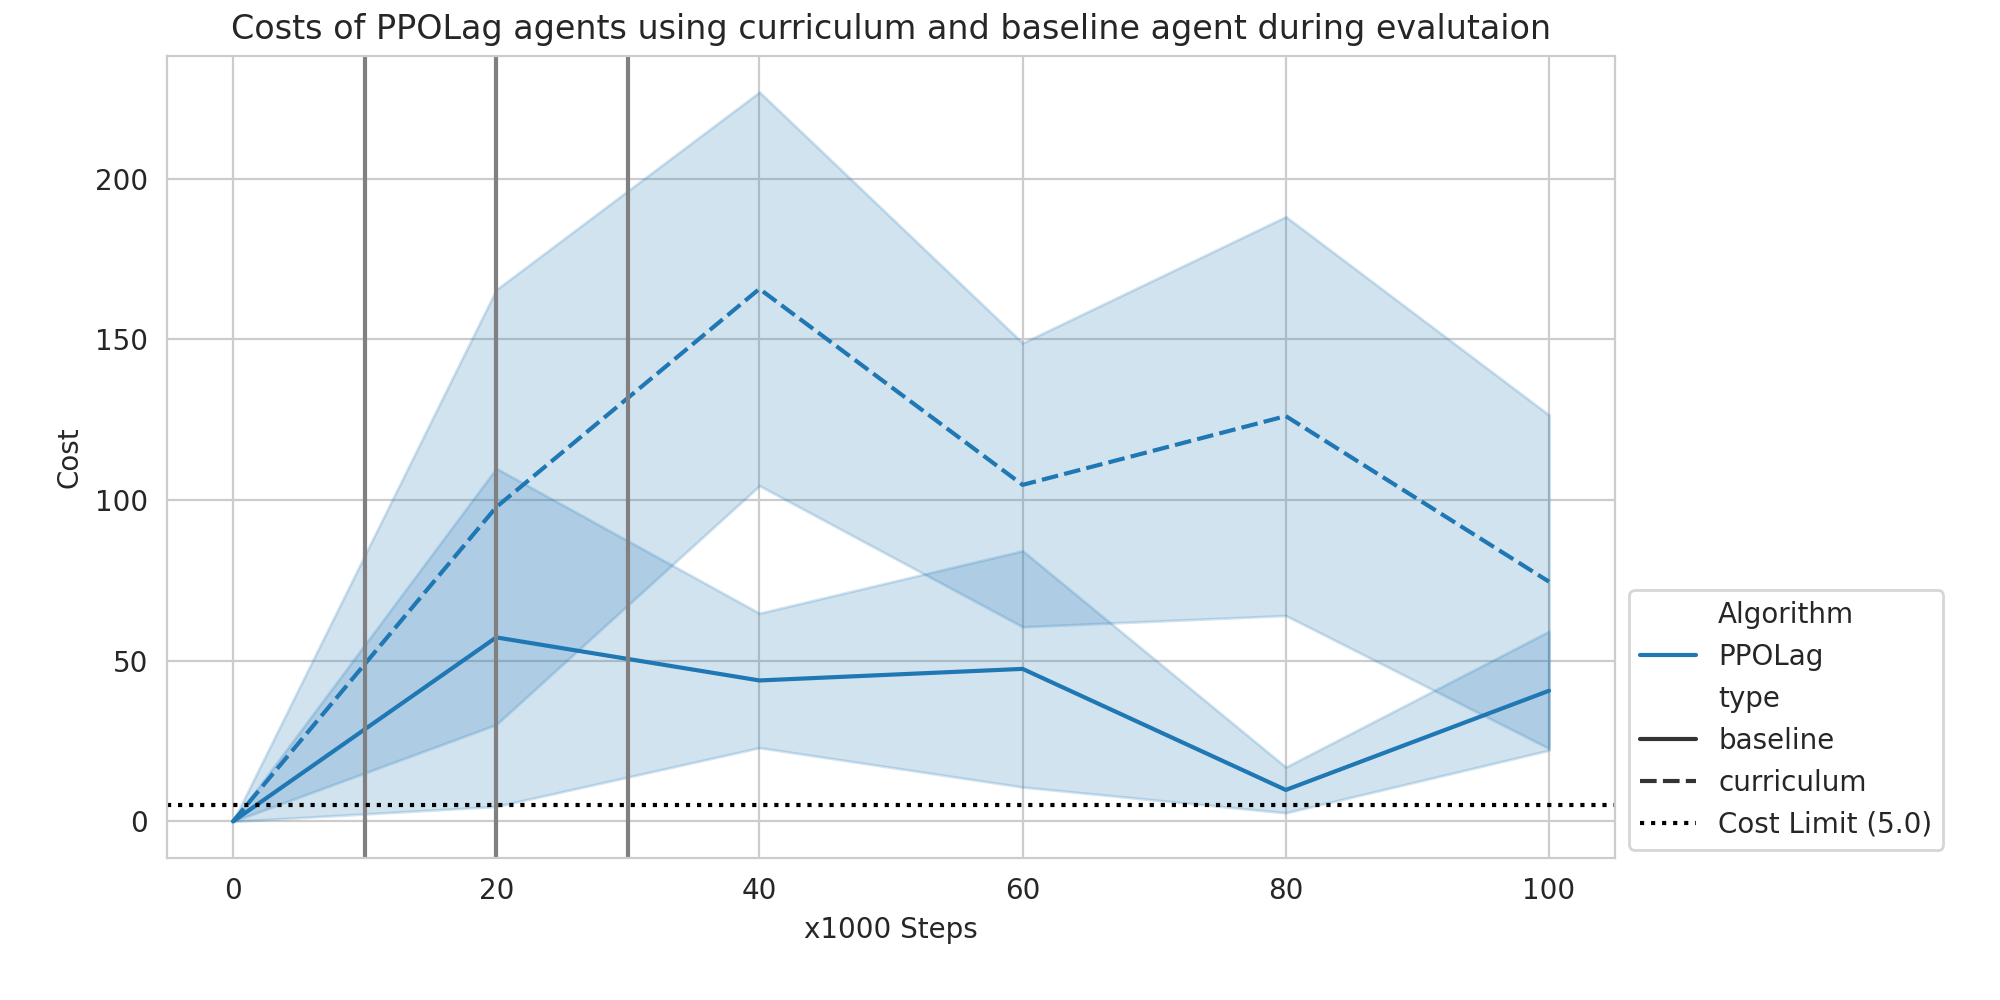 Costs of PPOLag agents using curriculum and baseline agent during evalutaion
200
150
100
50
0
Cost
0 20 40 60 80 100
x1000 Steps
Algorithm
PPOLag
type
baseline
curriculum
Cost Limit (5.0)